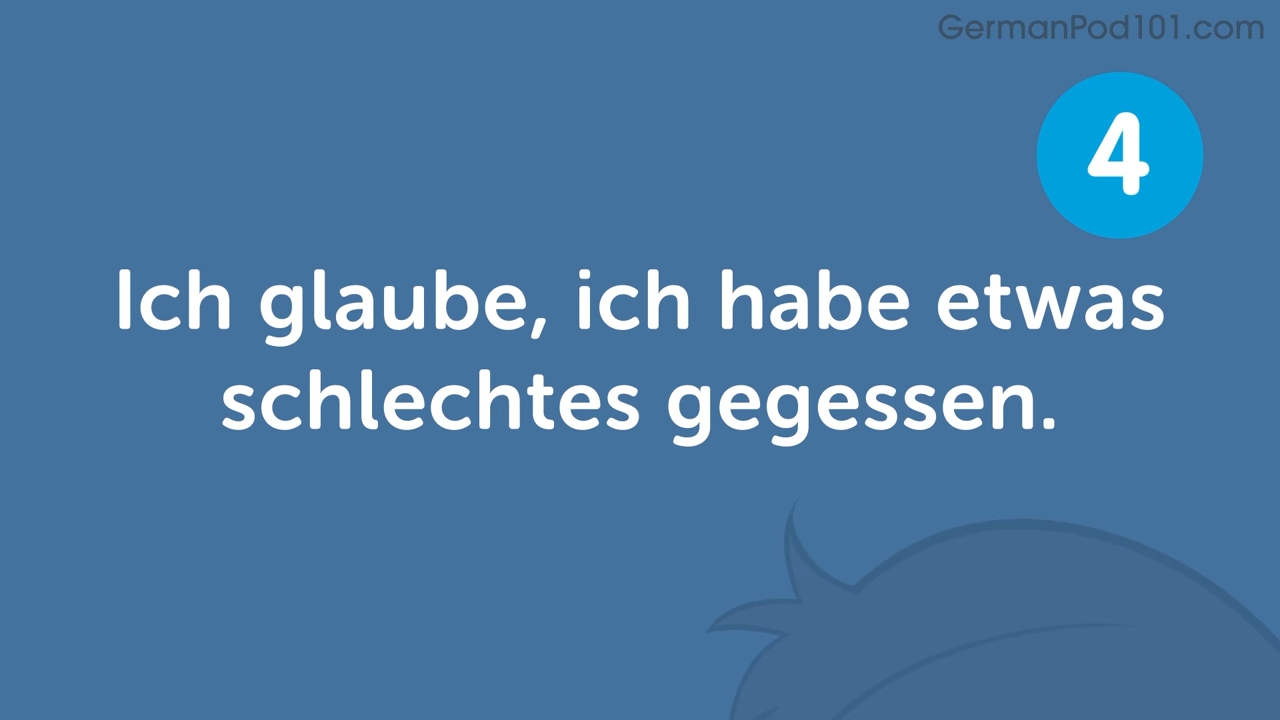 GermanPod101.com
4
Ich glaube, ich habe etwas
schlechtes gegessen.